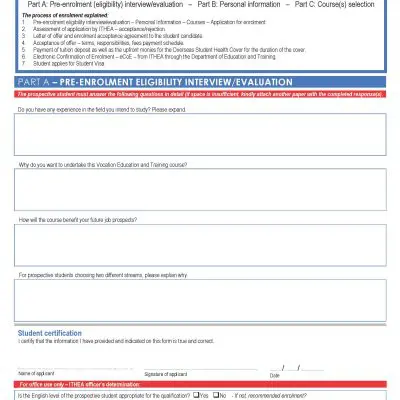 Part A: Pre-enrolment (eligibility) interview/evaluation – Part B: Personal information – Part C: Course(s) selection
The process of enrolment explained:
1 Pre-enrolment eligibility interview/evaluation – Personal Information – Courses – Application for enrolment
2 Assessment of application by ITHEA – acceptance/rejection.
3 Letter of offer and enrolment acceptance agreement to the student candidate.
4 Acceptance of offer – terms, responsibilities, fees payment schedule.
5 Payment of tuition deposit as well as the upfront monies for the Overseas Student Health Cover for the duration of the cover.
6 Electronic Confirmation of Enrolment – eCoE – from ITHEA through the Department of Education and Training.
7 Student applies for Student Visa
PART A – PRE-ENROLMENT ELIGIBILITY INTERVIEW/EVALUATION
The prospective student must answer the following questions in detail (if space is insufficient, kindly attach another paper with the completed response(s).
Do you have any experience in the field you intend to study? Please expand.
Why do you want to undertake this Vocation Education and Training course?
How will the course benefit your future job prospects?
For prospective students choosing two different streams, please explain why.
Student certification
I certify that the information I have provided and indicated on this form is true and correct.
Name of applicant Signature of applicant Date
For office use only – ITHEA officer's determination:
Is the English level of the prospective student appropriate for the qualification? ❑Yes ❑No - If not, recommended enrolment?